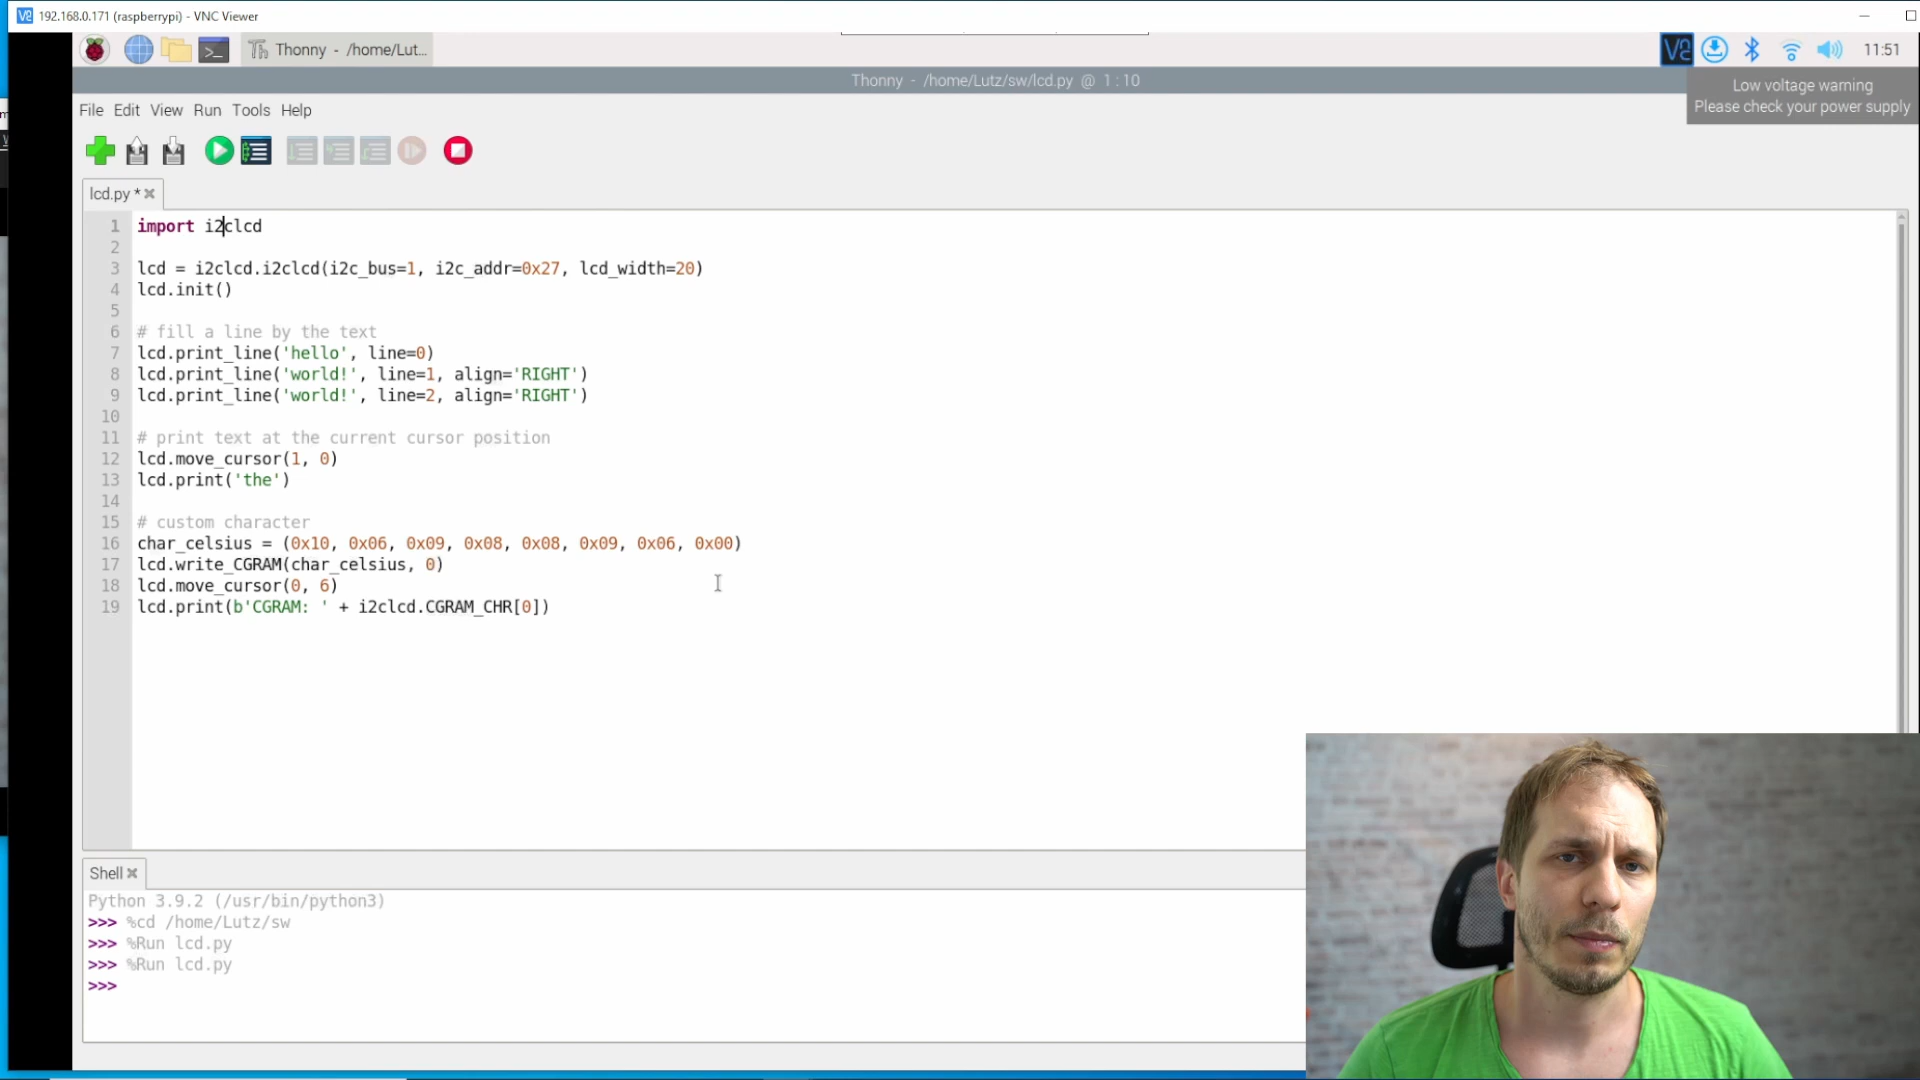 192.168.0.171 (raspberrypi) - VNC Viewer
Thonny - /home/Lut...
11:51
Thonny - /home/Lutz/sw/lcd.py @ 1:10
Low voltage warning
Please check your power supply
File Edit View Run Tools Help
lcd.py *
1 import i2clcd
2
3 lcd = i2clcd.i2clcd(i2c_bus=1, i2c_addr=0x27, lcd_width=20)
4 lcd.init()
5
6 # fill a line by the text
7 lcd.print_line('hello', line=0)
8 lcd.print_line('world!', line=1, align='RIGHT')
9 lcd.print_line('world!', line=2, align='RIGHT')
10
11 # print text at the current cursor position
12 lcd.move_cursor(1, 0)
13 lcd.print('the')
14
15 # custom character
16 char_celsius = (0x10, 0x06, 0x09, 0x08, 0x08, 0x09, 0x06, 0x00)
17 lcd.write_CGRAM(char_celsius, 0)
18 lcd.move_cursor(0, 6)
19 lcd.print(b'CGRAM: ' + i2clcd.CGRAM_CHR[0])
Shell
Python 3.9.2 (/usr/bin/python3)
>>> %cd /home/Lutz/sw
>>> %Run lcd.py
>>> %Run lcd.py
>>>